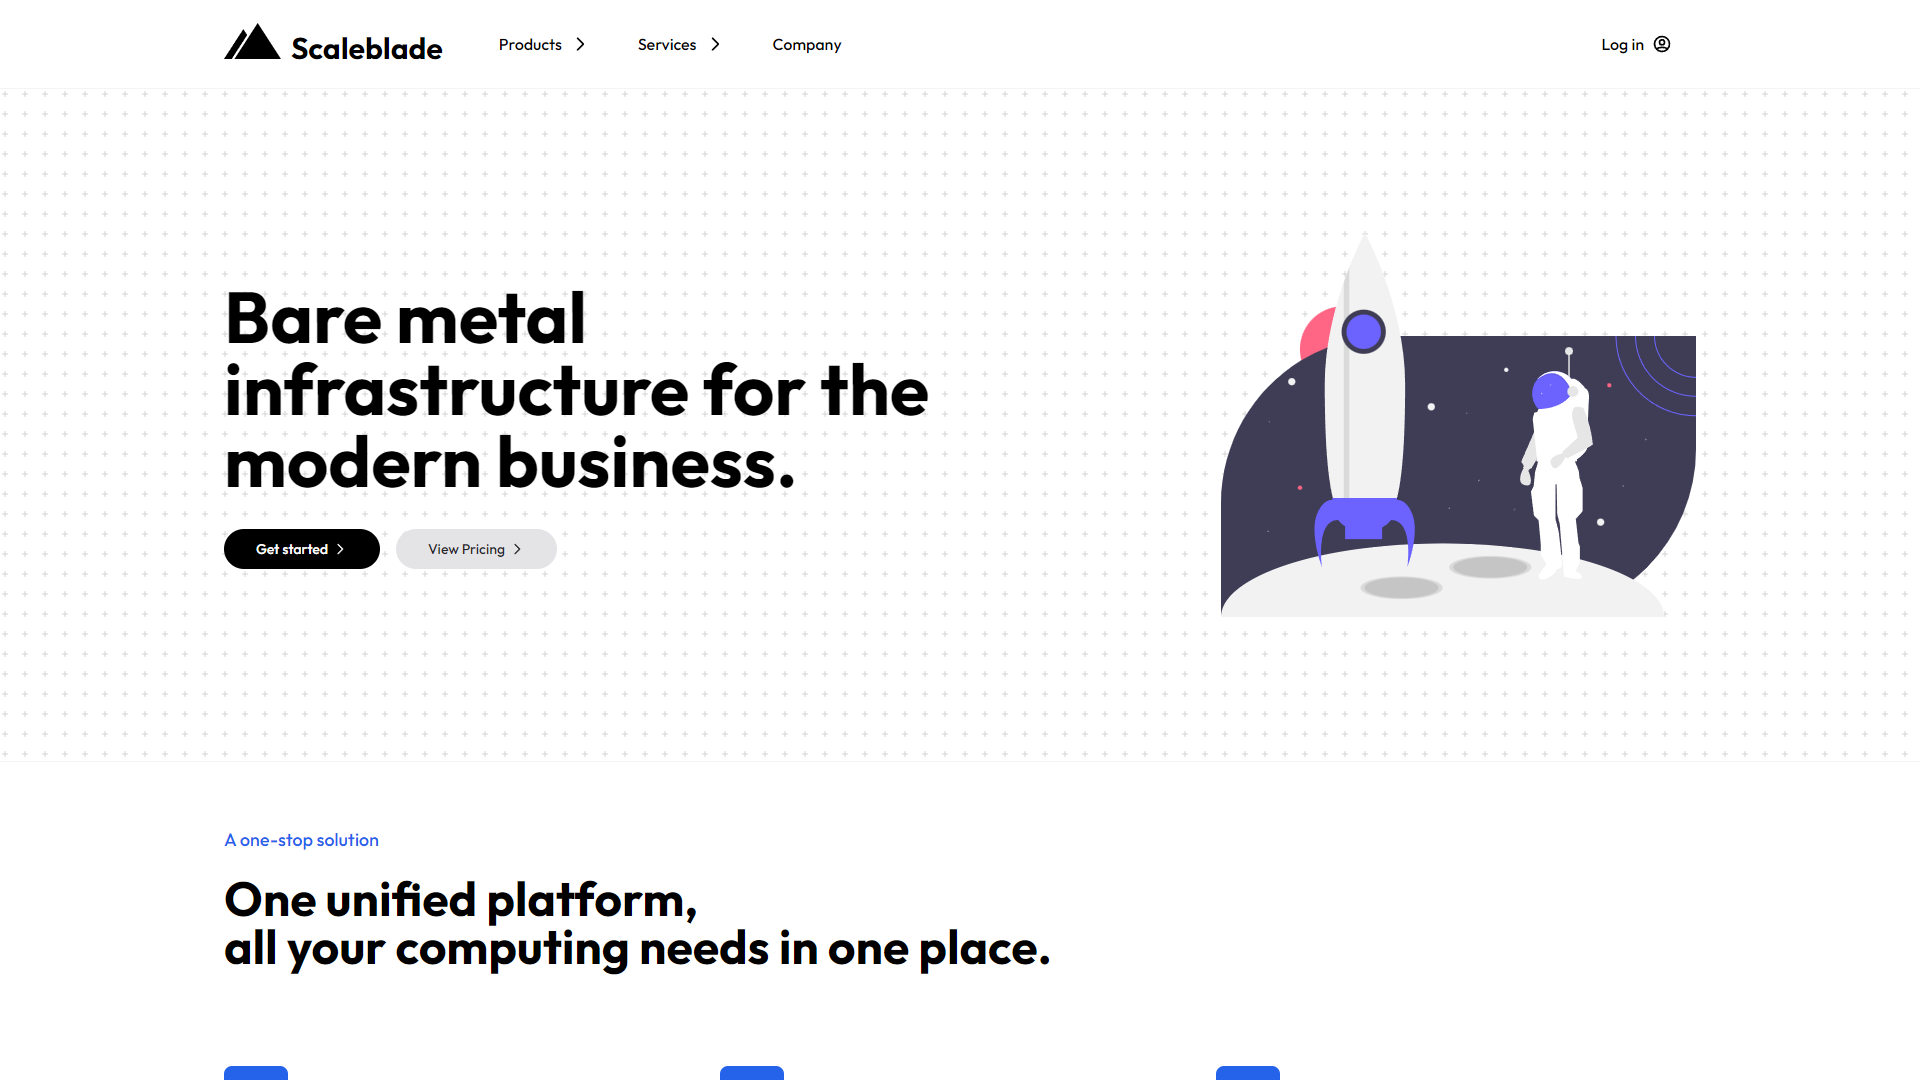 Scaleblade
Products
Services
Company
Log in
Bare metal
infrastructure for the
modern business.
Get started
View Pricing
A one-stop solution
One unified platform,
all your computing needs in one place.